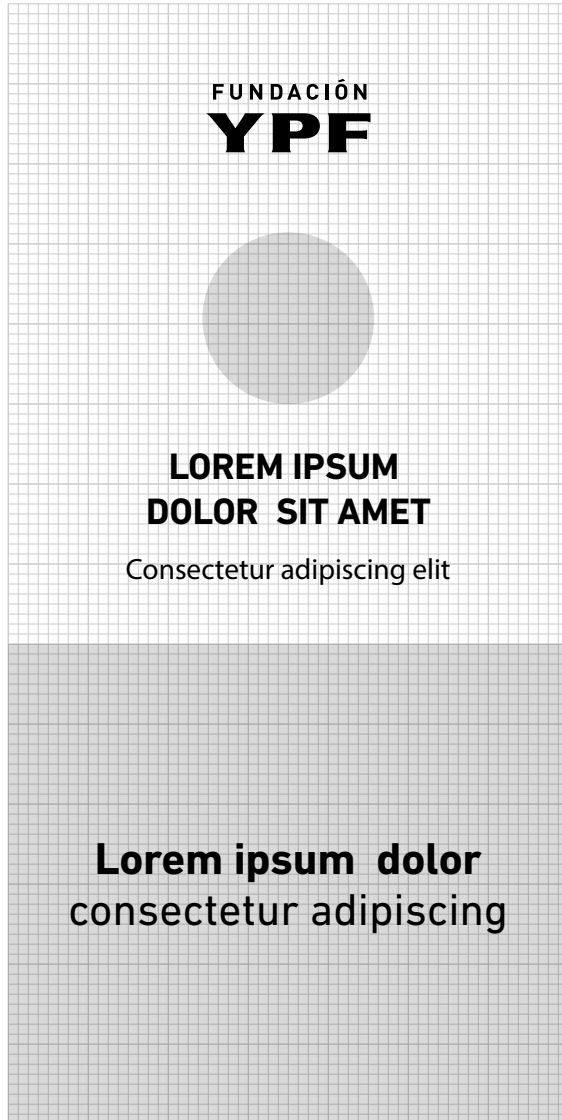 FUNDACIÓN
YPF
LOREM IPSUM
DOLOR SIT AMET
Consectetur adipiscing elit
Lorem ipsum dolor
consectetur adipiscing